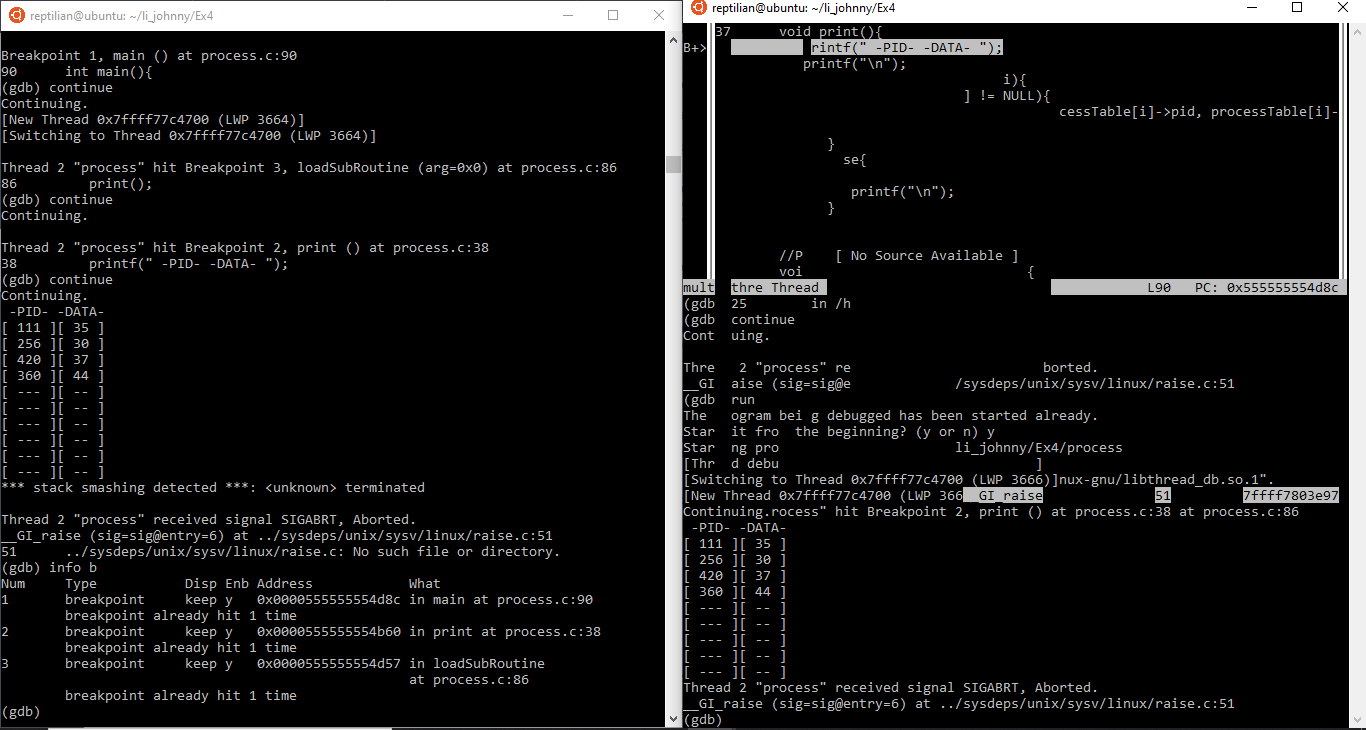 reptilian@ubuntu: ~/li_johnny/Ex4
Breakpoint 1, main () at process.c:90
90      int main(){
(gdb) continue
Continuing.
[New Thread 0x7ffff77c4700 (LWP 3664)]
[Switching to Thread 0x7ffff77c4700 (LWP 3664)]
Thread 2 "process" hit Breakpoint 3, loadSubRoutine (arg=0x0) at process.c:86
86         print();
(gdb) continue
Continuing.
Thread 2 "process" hit Breakpoint 2, print () at process.c:38
38         printf(" -PID- -DATA- ");
(gdb) continue
Continuing.
 -PID- -DATA-
[ 111 ][ 35 ]
[ 256 ][ 30 ]
[ 420 ][ 37 ]
[ 360 ][ 44 ]
[ --- ][ -- ]
[ --- ][ -- ]
[ --- ][ -- ]
[ --- ][ -- ]
[ --- ][ -- ]
[ --- ][ -- ]
*** stack smashing detected ***: <unknown> terminated
Thread 2 "process" received signal SIGABRT, Aborted.
__GI_raise (sig=sig@entry=6) at ../sysdeps/unix/sysv/linux/raise.c:51
51      ../sysdeps/unix/sysv/linux/raise.c: No such file or directory.
(gdb) info b
Num     Type           Disp Enb Address            What
1       breakpoint     keep y   0x0000555555554d8c in main at process.c:90
        breakpoint already hit 1 time
2       breakpoint     keep y   0x0000555555554b60 in print at process.c:38
        breakpoint already hit 1 time
3       breakpoint     keep y   0x0000555555554d57 in loadSubRoutine
                                                   at process.c:86
        breakpoint already hit 1 time
(gdb)
reptilian@ubuntu: ~/li_johnny/Ex4
37      void print(){
B+>             rintf(" -PID- -DATA- ");
               printf("\n");
                                        i){
                                   ] != NULL){
                                               cessTable[i]->pid, processTable[i]-
                  }
                    se{
                     printf("\n");
                  }
            //P    [ No Source Available ]
            voi                            {
mult  thre Thread                                         L90   PC: 0x555555554d8c
(gdb  25        in /h
(gdb  continue
Cont  uing.
Thre   2 "process" re                        borted.
__GI  aise (sig=sig@e             /sysdeps/unix/sysv/linux/raise.c:51
(gdb  run
The   ogram bei g debugged has been started already.
Star  it fro  the beginning? (y or n) y
Star  ng pro                      li_johnny/Ex4/process
[Thr  d debu                                ]
[Switching to Thread 0x7ffff77c4700 (LWP 3666)]nux-gnu/libthread_db.so.1".
[New Thread 0x7ffff77c4700 (LWP 366__GI_raise              51         7ffff7803e97
Continuing.rocess" hit Breakpoint 2, print () at process.c:38 at process.c:86
 -PID- -DATA-
[ 111 ][ 35 ]
[ 256 ][ 30 ]
[ 420 ][ 37 ]
[ 360 ][ 44 ]
[ --- ][ -- ]
[ --- ][ -- ]
[ --- ][ -- ]
[ --- ][ -- ]
[ --- ][ -- ]
Thread 2 "process" received signal SIGABRT, Aborted.
__GI_raise (sig=sig@entry=6) at ../sysdeps/unix/sysv/linux/raise.c:51
(gdb)